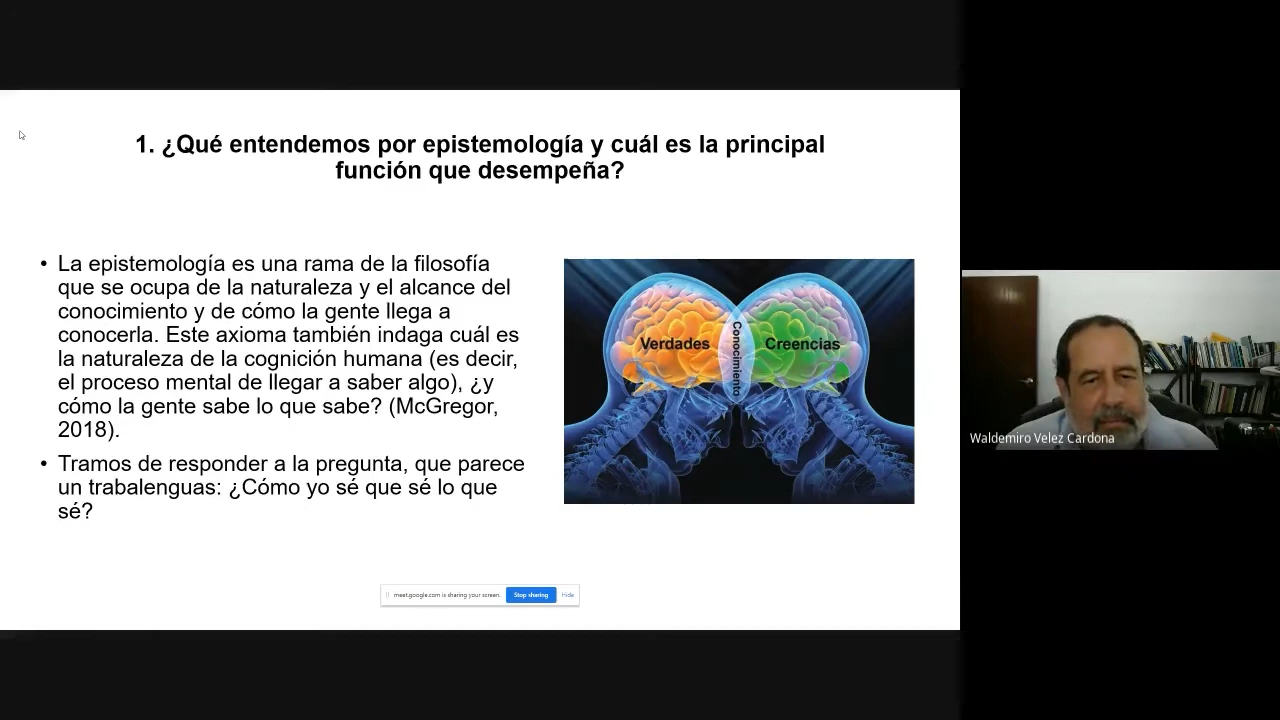 1. ¿Qué entendemos por epistemología y cuál es la principal
función que desempeña?
• La epistemología es una rama de la filosofía
que se ocupa de la naturaleza y el alcance del
conocimiento y de cómo la gente llega a
conocerla. Este axioma también indaga cuál es
la naturaleza de la cognición humana (es decir,
el proceso mental de llegar a saber algo), ¿y
cómo la gente sabe lo que sabe? (McGregor,
2018).
• Tramos de responder a la pregunta, que parece
un trabalenguas: ¿Cómo yo sé que sé lo que
sé?
Verdades
Conocimiento
Creencias
meet.google.com is sharing your screen.
Stop sharing
Hide
Waldemiro Velez Cardona